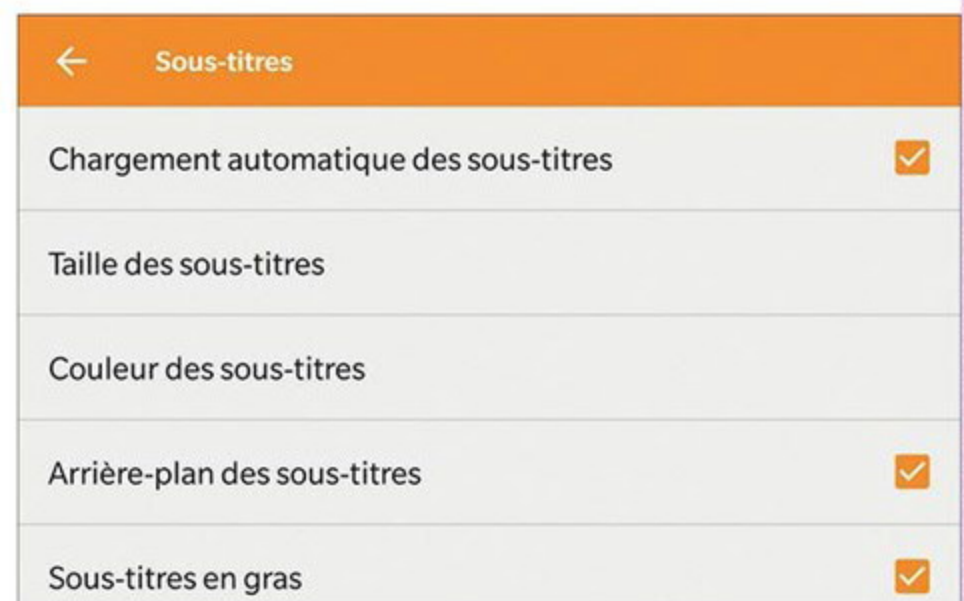 Sous-titres
Chargement automatique des sous-titres
Taille des sous-titres
Couleur des sous-titres
Arrière-plan des sous-titres
Sous-titres en gras